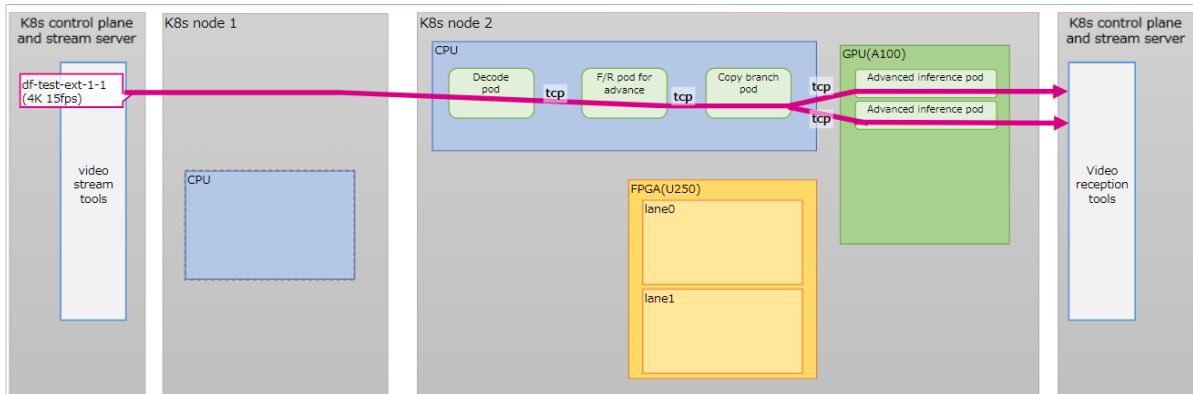 K8s control plane
and stream server
df-test-ext-1-1
(4K 15fps)
video
stream
tools
K8s node 1
CPU
K8s node 2
CPU
Decode
pod
tcp
F/R pod for
advance
tcp
Copy branch
pod
tcp
tcp
GPU(A100)
Advanced inference pod
Advanced inference pod
FPGA(U250)
lane0
lane1
K8s control plane
and stream server
Video
reception
tools